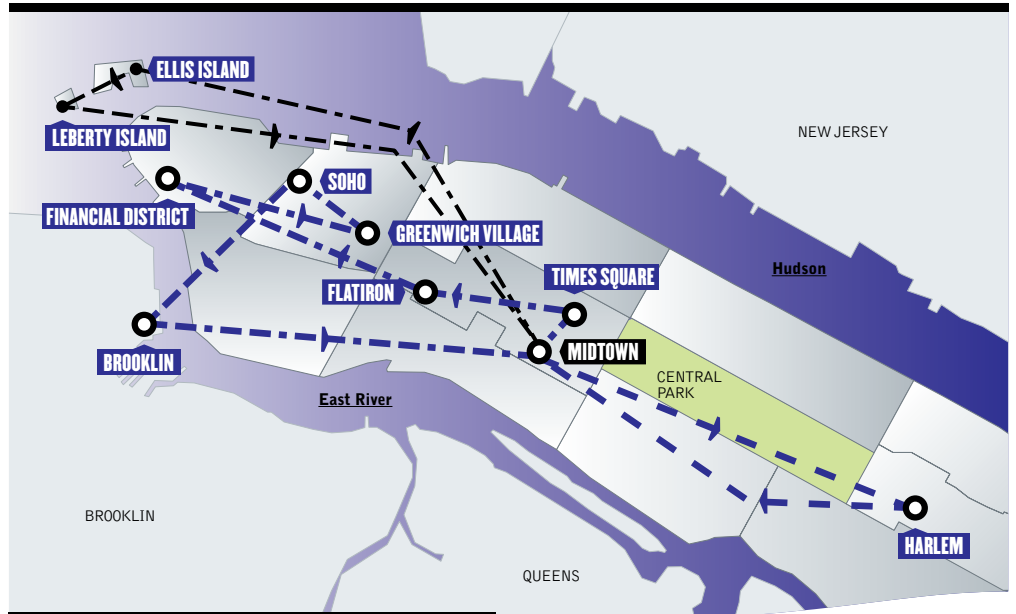 ELLIS ISLAND
LEBERTY ISLAND
NEW JERSEY
SOHO
FINANCIAL DISTRICT
GREENWICH VILLAGE
Hudson
TIMES SQUARE
FLATIRON
MIDTOWN
BROOKLIN
CENTRAL
PARK
East River
BROOKLIN
HARLEM
QUEENS